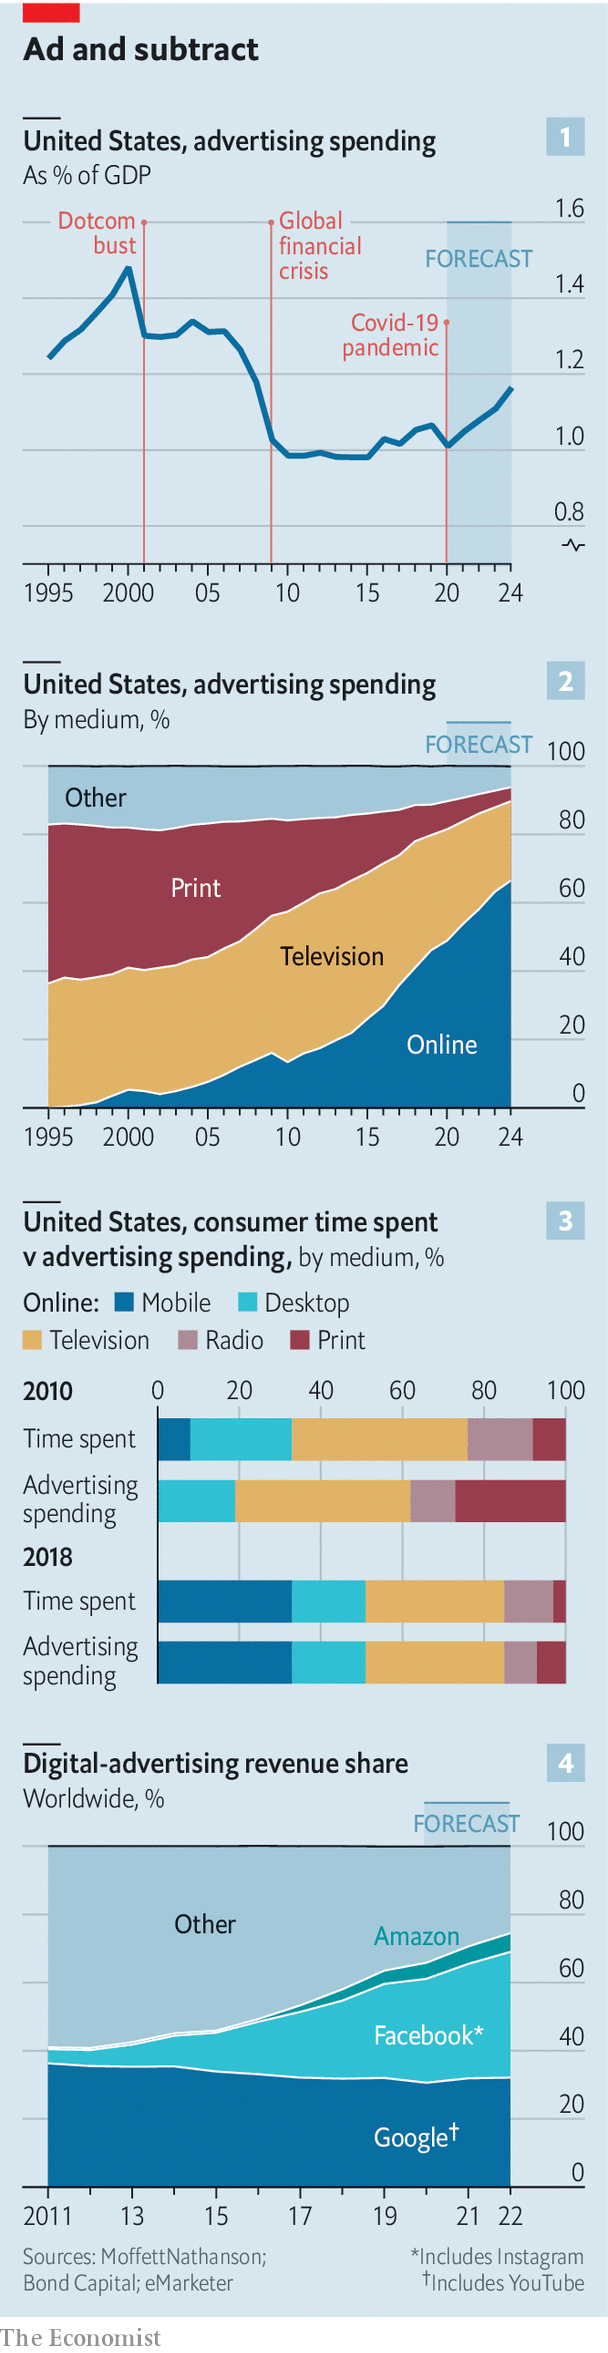 Ad and subtract
United States, advertising spending
1
As % of GDP
1.6
Dotcom
bust
Global
financial
crisis
FORECAST
1.4
Covid-19
pandemic
1.2
1.0
0.8
1995 2000 05 10 15 20 24
United States, advertising spending
2
By medium, %
FORECAST
100
Other
80
Print
60
Television
40
20
Online
0
1995 2000 05 10 15 20 24
United States, consumer time spent
3
v advertising spending, by medium, %
Online: Mobile Desktop
Television Radio Print
2010 0 20 40 60 80 100
Time spent
Advertising
spending
2018
Time spent
Advertising
spending
Digital-advertising revenue share
4
Worldwide, %
FORECAST
100
Other
80
Amazon
60
Facebook*
40
20
Google†
0
2011 13 15 17 19 21 22
Sources: MoffettNathanson;
Bond Capital; eMarketer
*Includes Instagram
†Includes YouTube
The Economist